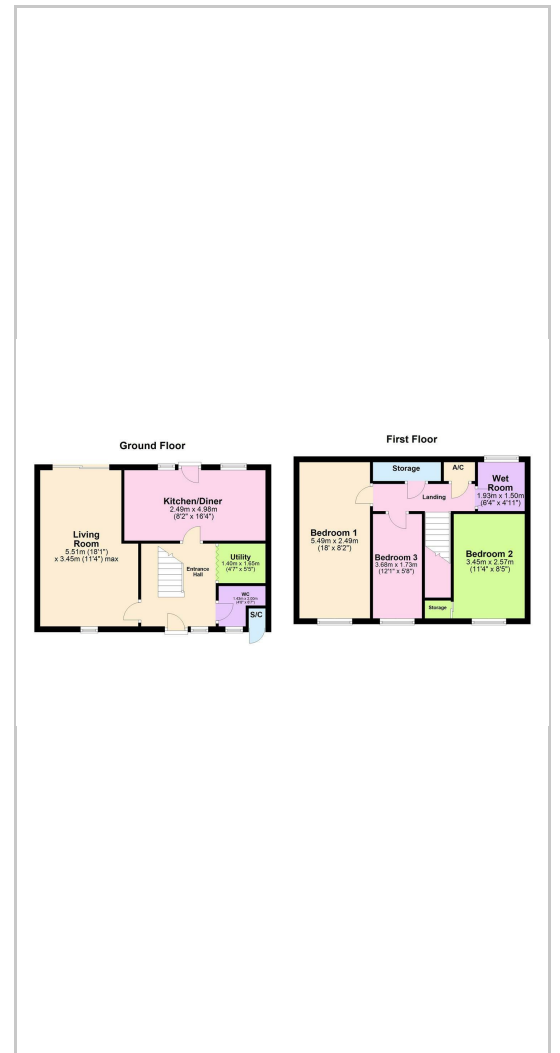 Ground Floor
Living
Room
5.51m (18'1")
x 3.45m (11'4") max
Kitchen/Diner
2.49m x 4.98m
(8'2" x 16'4")
Entrance
Hall
Utility
1.40m x 1.65m
(4'7" x 5'5")
WC
S/C
First Floor
Bedroom 1
5.49m x 2.49m
(18' x 8'2")
Storage
A/C
Landing
Wet
Room
1.93m x 1.50m
(6'4" x 4'11")
Bedroom 3
3.68m x 1.73m
(12'1" x 5'8")
Bedroom 2
3.45m x 2.57m
(11'4" x 8'5")
Storage